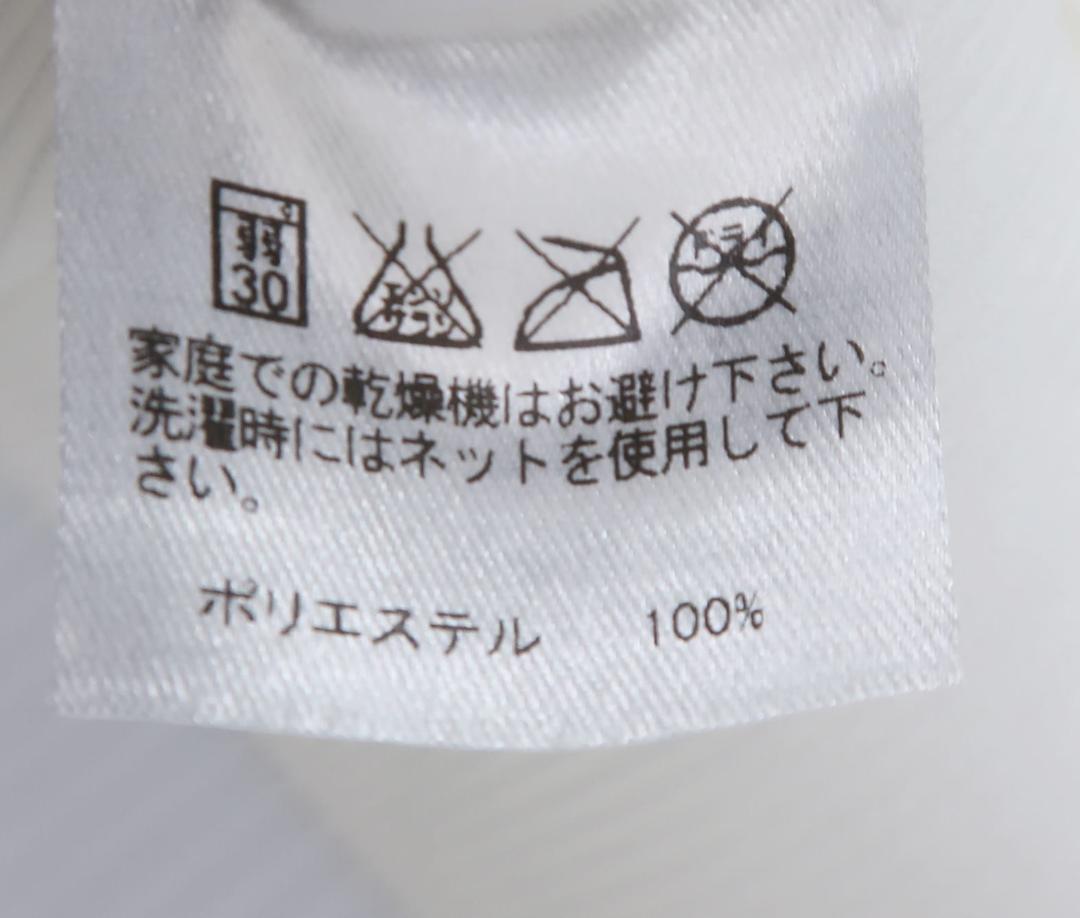 弱
30
エンソ
サラシ
ドライ
家庭での乾燥機はお避け下さい。
洗濯時にはネットを使用して下
さい。
ポリエステル 100%